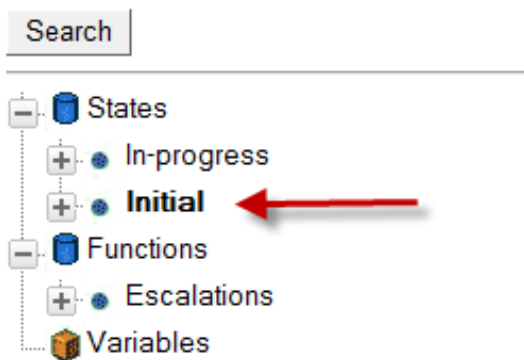 Search
States
In-progress
Initial
Functions
Escalations
Variables